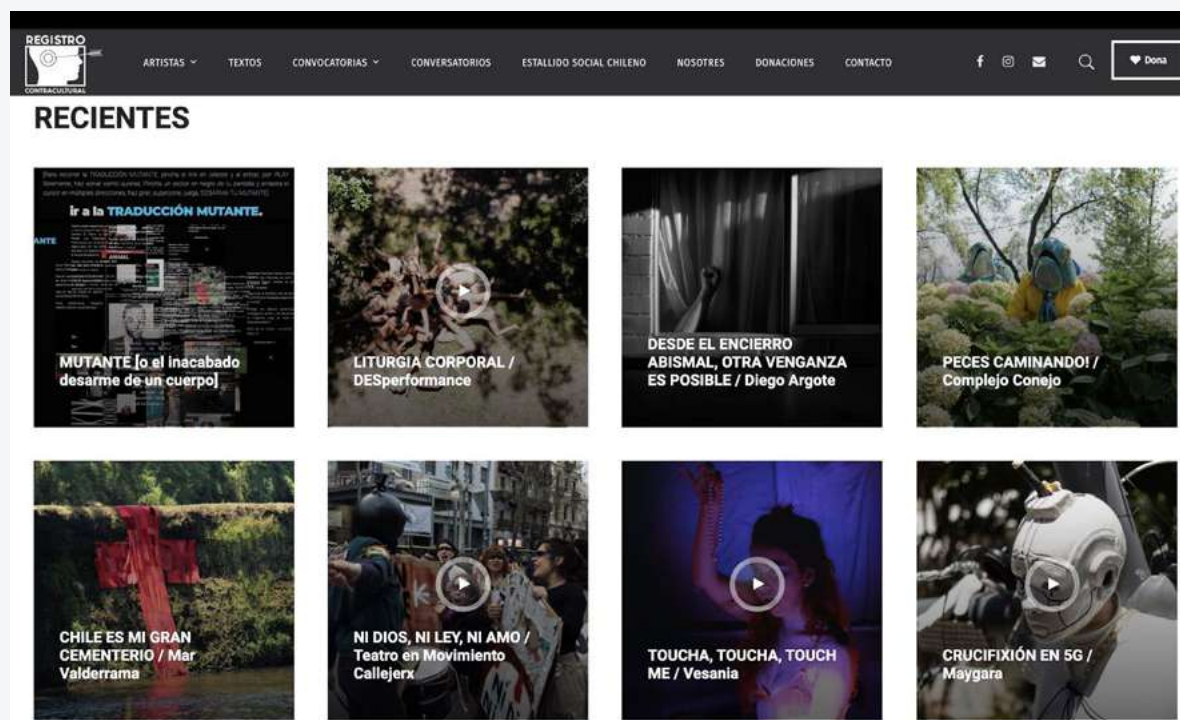 REGISTRO
CONTRACULTURAL
ARTISTAS
TEXTOS
CONVOCATORIAS
CONVERSATORIOS
ESTALLIDO SOCIAL CHILENO
NOSOTRES
DONACIONES
CONTACTO
Dona
RECIENTES
ir a la TRADUCCIÓN MUTANTE.
ANTE
ANIMAL
MUTANTE [o el inacabado
desarme de un cuerpo]
LITURGIA CORPORAL /
DESperformance
DESDE EL ENCIERRO
ABISMAL, OTRA VENGANZA
ES POSIBLE / Diego Argote
PECES CAMINANDO! /
Complejo Conejo
CHILE ES MI GRAN
CEMENTERIO / Mar
Valderrama
NI DIOS, NI LEY, NI AMO /
Teatro en Movimiento
Callejerx
TOUCHA, TOUCHA, TOUCH
ME / Vesania
CRUCIFIXIÓN EN 5G /
Maygara